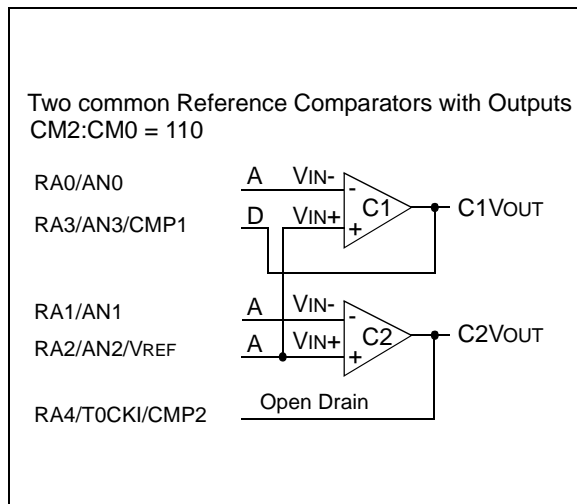 Two common Reference Comparators with Outputs
CM2:CM0 = 110
RA0/AN0 A VIN- - C1 C1VOUT
RA3/AN3/CMP1 D VIN+ +
RA1/AN1 A VIN- - C2 C2VOUT
RA2/AN2/VREF A VIN+ +
RA4/T0CKI/CMP2 Open Drain